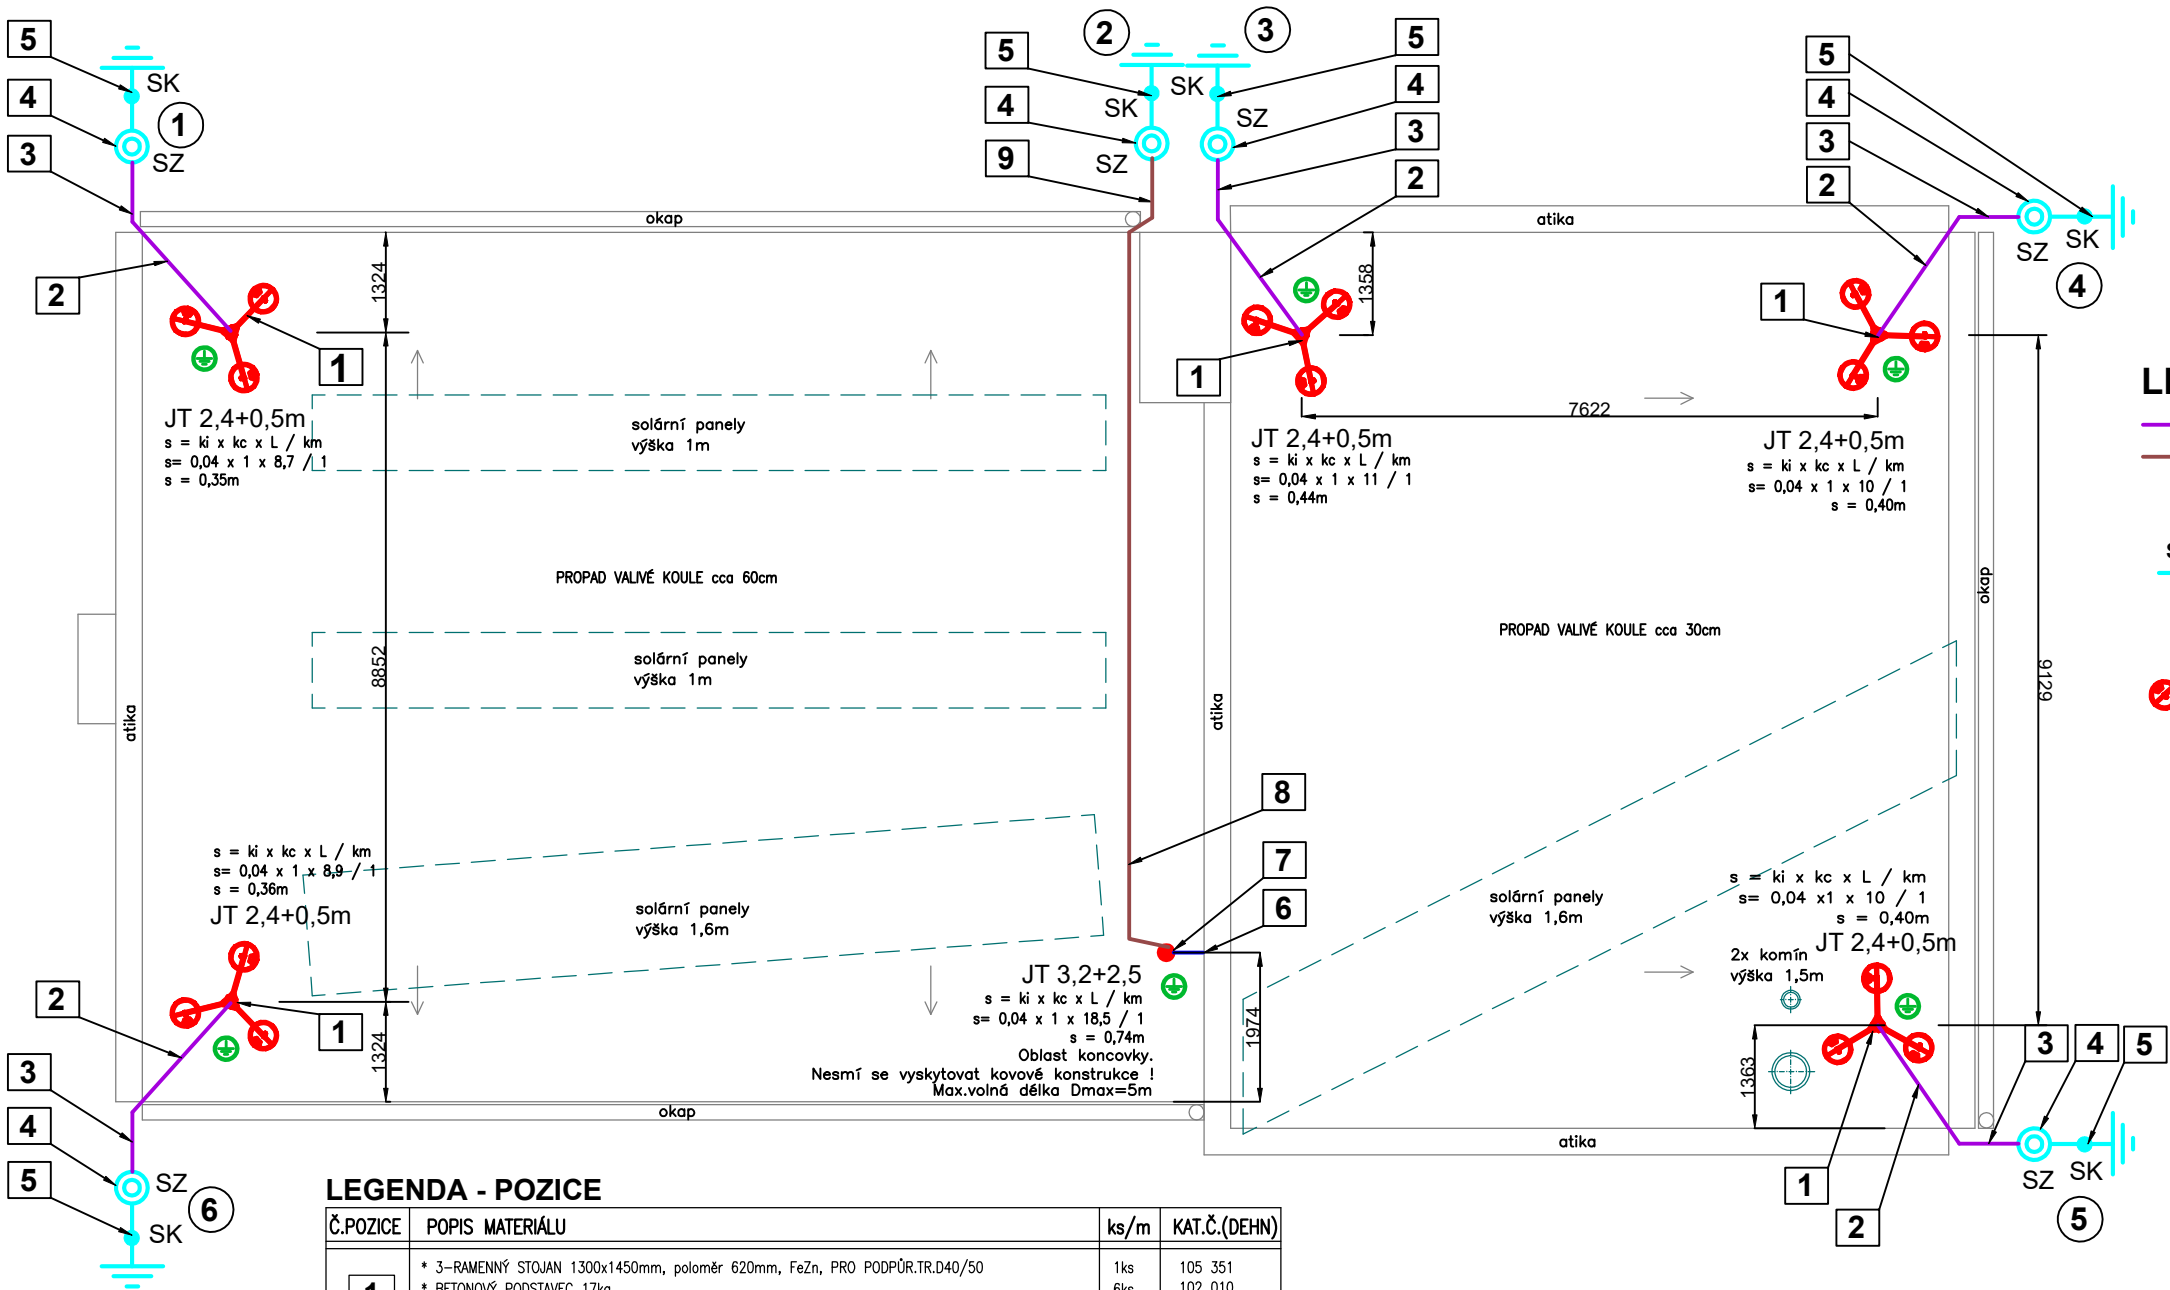 5
SK
4
1
3
SZ
2
1
JT 2,4+0,5m
s = ki x kc x L / km
s= 0,04 x 1 x 8,7 / 1
s = 0,35m
okap
1324
8852
1324
solární panely
výška 1m
PROPAD VALIVÉ KOULE cca 60cm
solární panely
výška 1m
atika
s = ki x kc x L / km
s= 0,04 x 1 x 8,9 / 1
s = 0,36m
JT 2,4+0,5m
solární panely
výška 1,6m
2
1
3
4
SZ
6
5
SK
okap
2
3
5
SK
SK
5
4
SZ
SZ
4
9
3
2
1358
1
JT 2,4+0,5m
s = ki x kc x L / km
s= 0,04 x 1 x 11 / 1
s = 0,44m
atika
7622
5
4
3
2
1
SZ
SK
4
JT 2,4+0,5m
s = ki x kc x L / km
s= 0,04 x 1 x 10 / 1
s = 0,40m
okap
PROPAD VALIVÉ KOULE cca 30cm
9129
atika
8
7
6
JT 3,2+2,5
s = ki x kc x L / km
s= 0,04 x 1 x 18,5 / 1
s = 0,74m
Oblast koncovky.
Nesmí se vyskytovat kovové konstrukce !
Max.volná délka Dmax=5m
1974
solární panely
výška 1,6m
s = ki x kc x L / km
s= 0,04 x1 x 10 / 1
s = 0,40m
JT 2,4+0,5m
2x komín
výška 1,5m
1363
3
4
5
1
2
SZ
SK
5
atika
LEGENDA - POZICE
Č.POZICE POPIS MATERIÁLU ks/m KAT.Č.(DEHN)
1
* 3-RAMENNÝ STOJAN 1300x1450mm, poloměr 620mm, FeZn, PRO PODPŮR.TR.D40/50 1ks 105 351
* BETONOVÝ PODSTAVEC 17kg 6ks 102 010